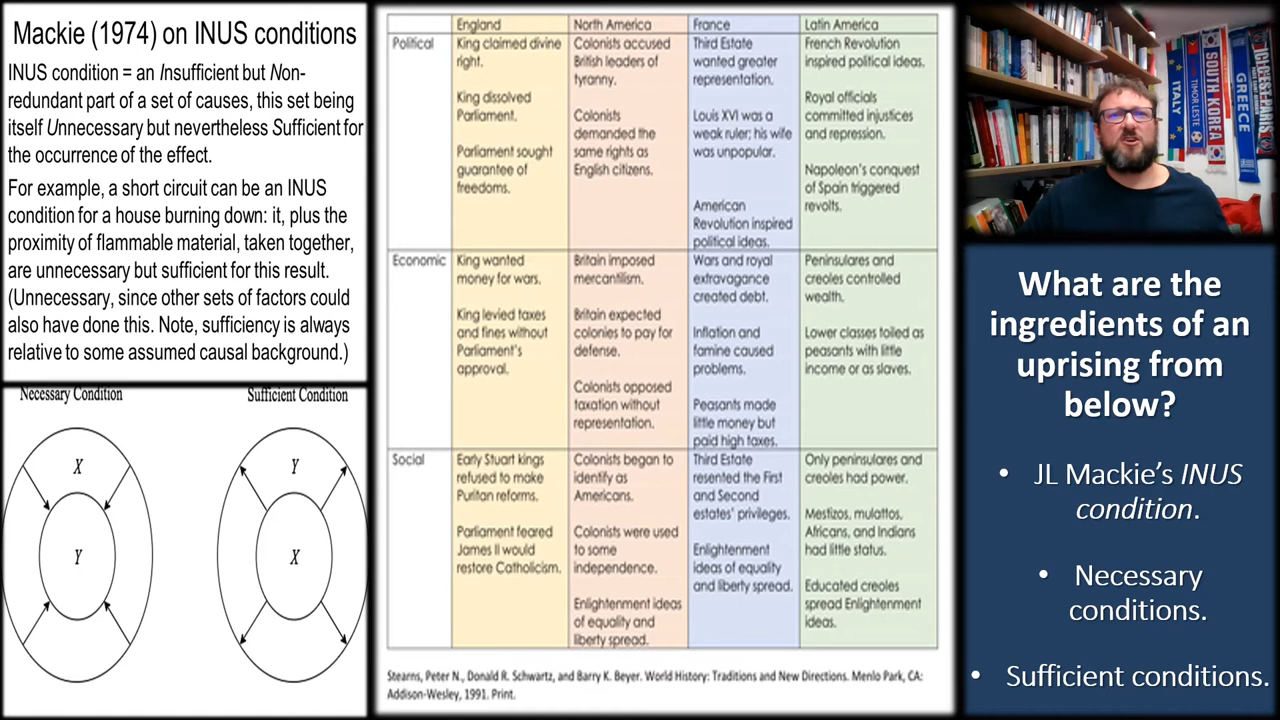 Mackie (1974) on INUS conditions
INUS condition = an Insufficient but Non-
redundant part of a set of causes, this set being
itself Unnecessary but nevertheless Sufficient for
the occurrence of the effect.
For example, a short circuit can be an INUS
condition for a house burning down: it, plus the
proximity of flammable material, taken together,
are unnecessary but sufficient for this result.
(Unnecessary, since other sets of factors could
also have done this. Note, sufficiency is always
relative to some assumed causal background.)
Necessary Condition
X
Y
Sufficient Condition
Y
X
England
North America
France
Latin America
Political
King claimed divine
right.
King dissolved
Parliament.
Parliament sought
guarantee of
freedoms.
Colonists accused
British leaders of
tyranny.
Colonists
demanded the
same rights as
English citizens.
Third Estate
wanted greater
representation.
Louis XVI was a
weak ruler; his wife
was unpopular.
American
Revolution inspired
political ideas.
French Revolution
inspired political ideas.
Royal officials
committed injustices
and repression.
Napoleon's conquest
of Spain triggered
revolts.
Economic
King wanted
money for wars.
King levied taxes
and fines without
Parliament's
approval.
Britain imposed
mercantilism.
Britain expected
colonies to pay for
defense.
Colonists opposed
taxation without
representation.
Wars and royal
extravagance
created debt.
Inflation and
famine caused
problems.
Peasants made
little money but
paid high taxes.
Peninsulares and
creoles controlled
wealth.
Lower classes toiled as
peasants with little
income or as slaves.
Social
Early Stuart kings
refused to make
Puritan reforms.
Parliament feared
James II would
restore Catholicism.
Colonists began to
identify as
Americans.
Colonists were used
to some
independence.
Enlightenment ideas
of equality and
liberty spread.
Third Estate
resented the First
and Second
estates' privileges.
Enlightenment
ideas of equality
and liberty spread.
Only peninsulares and
creoles had power.
Mestizos, mulattos,
Africans, and Indians
had little status.
Educated creoles
spread Enlightenment
ideas.
Stearns, Peter N., Donald R. Schwartz, and Barry K. Beyer. World History: Traditions and New Directions. Menlo Park, CA:
Addison-Wesley, 1991. Print.
ITALY
TIMOR LESTE
SOUTH KOREA
GREECE
ICI C'EST PARIS
What are the
ingredients of an
uprising from
below?
• JL Mackie's INUS
condition.
• Necessary
conditions.
• Sufficient conditions.